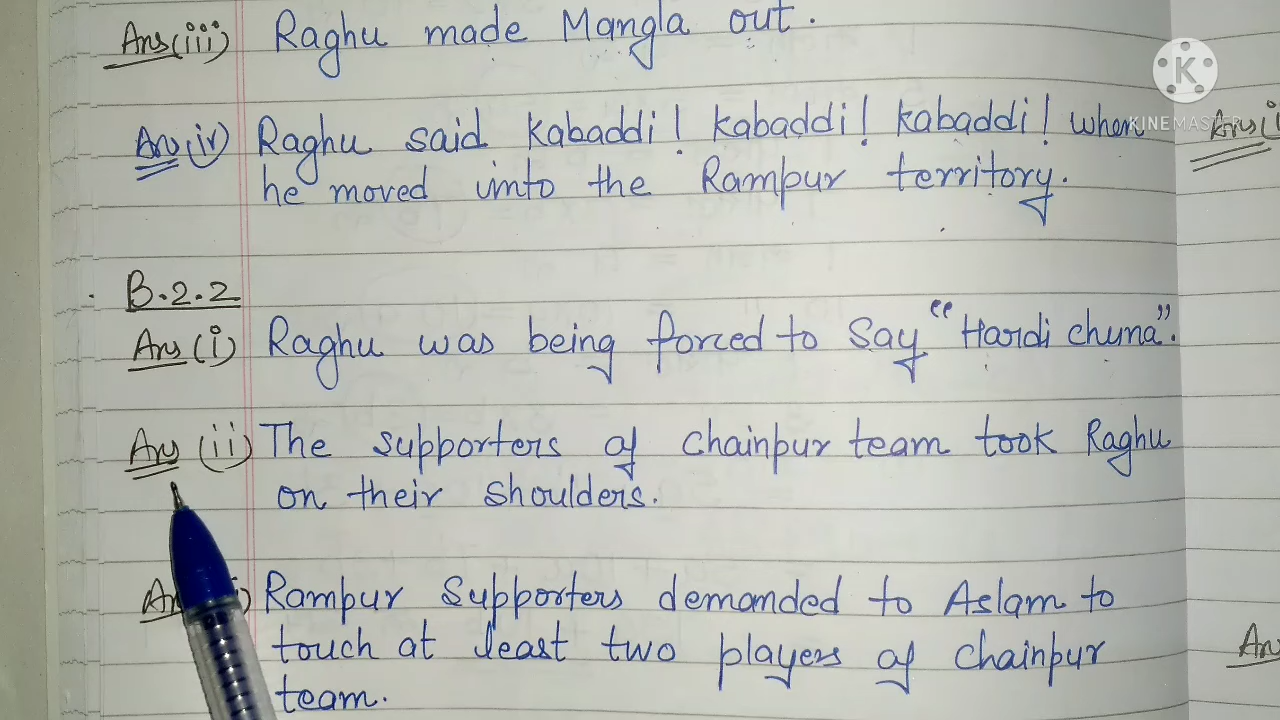 Ans(iii) Raghu made Mangla out.
Ans(iv) Raghu said Kabaddi! kabaddi! kabaddi! when
he moved into the Rampur territory.
B.2.2
Ans(i) Raghu was being forced to say "Hardi chuna".
Ans(ii) The supporters of chainpur team took Raghu
on their shoulders.
Rampur supporters demanded to Aslam to
touch at least two players of chainpur
team.
K
KINEMASTER